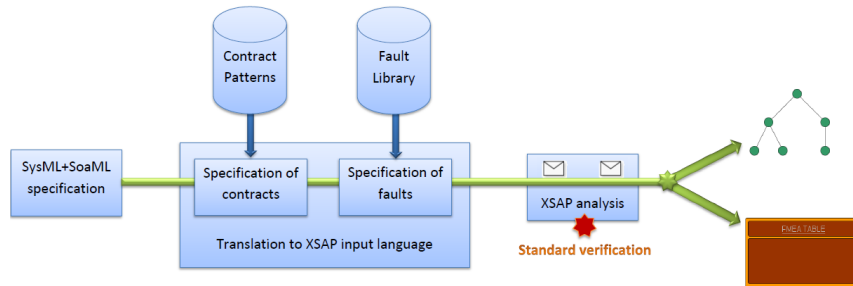 Contract
Patterns
Fault
Library
SysML+SoaML
specification
Specification of
contracts
Specification of
faults
Translation to XSAP input language
XSAP analysis
Standard verification
FMEA TABLE